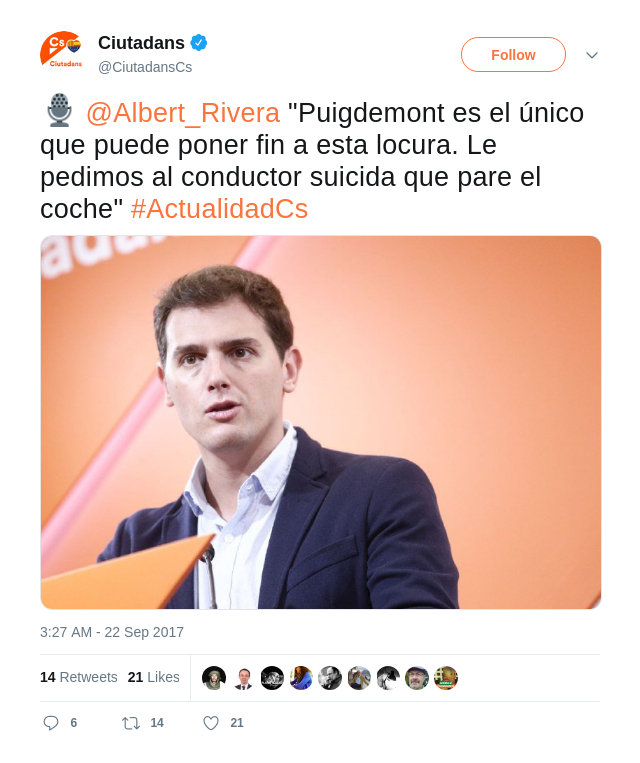 Cs
Ciutadans
Ciutadans
@CiutadansCs
Follow
@Albert_Rivera "Puigdemont es el único
que puede poner fin a esta locura. Le
pedimos al conductor suicida que pare el
coche" #ActualidadCs
3:27 AM - 22 Sep 2017
14 Retweets 21 Likes
6 14 21